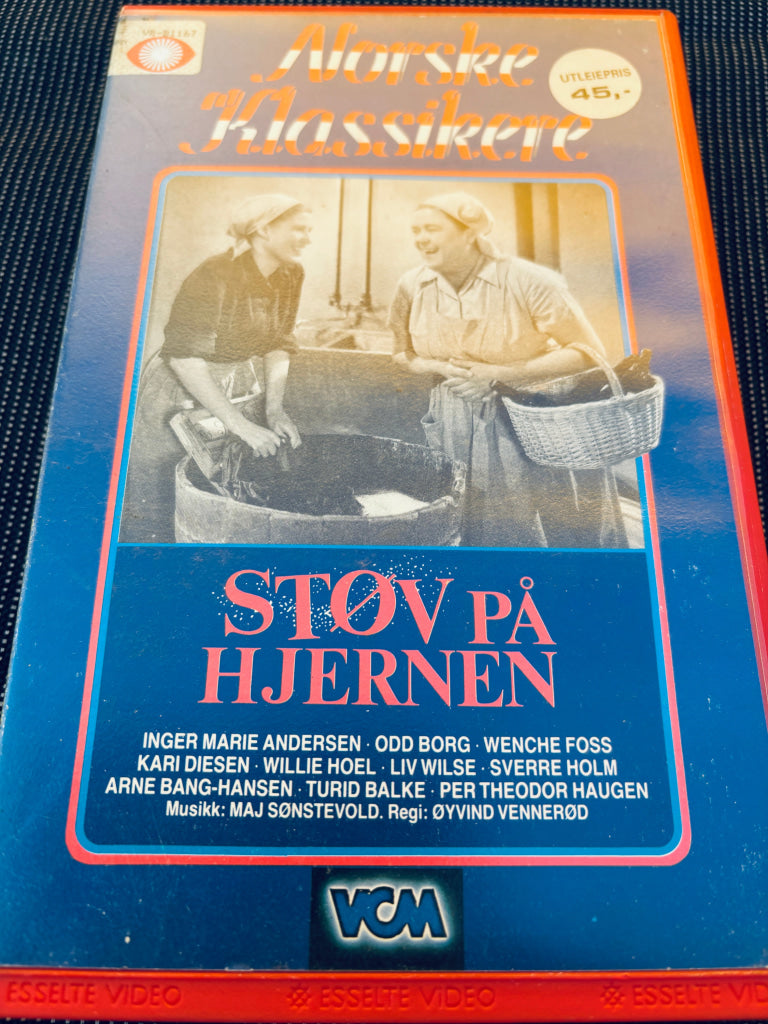 VR-81167
Norske
Klassikere
UTLEIEPRIS
45,-
STØV PÅ
HJERNEN
INGER MARIE ANDERSEN · ODD BORG · WENCHE FOSS
KARI DIESEN · WILLIE HOEL · LIV WILSE · SVERRE HOLM
ARNE BANG-HANSEN · TURID BALKE · PER THEODOR HAUGEN
Musikk: MAJ SØNSTEVOLD. Regi: ØYVIND VENNERØD
VCM
ESSELTE VIDEO ESSELTE VIDEO ESSELTE VIDEO